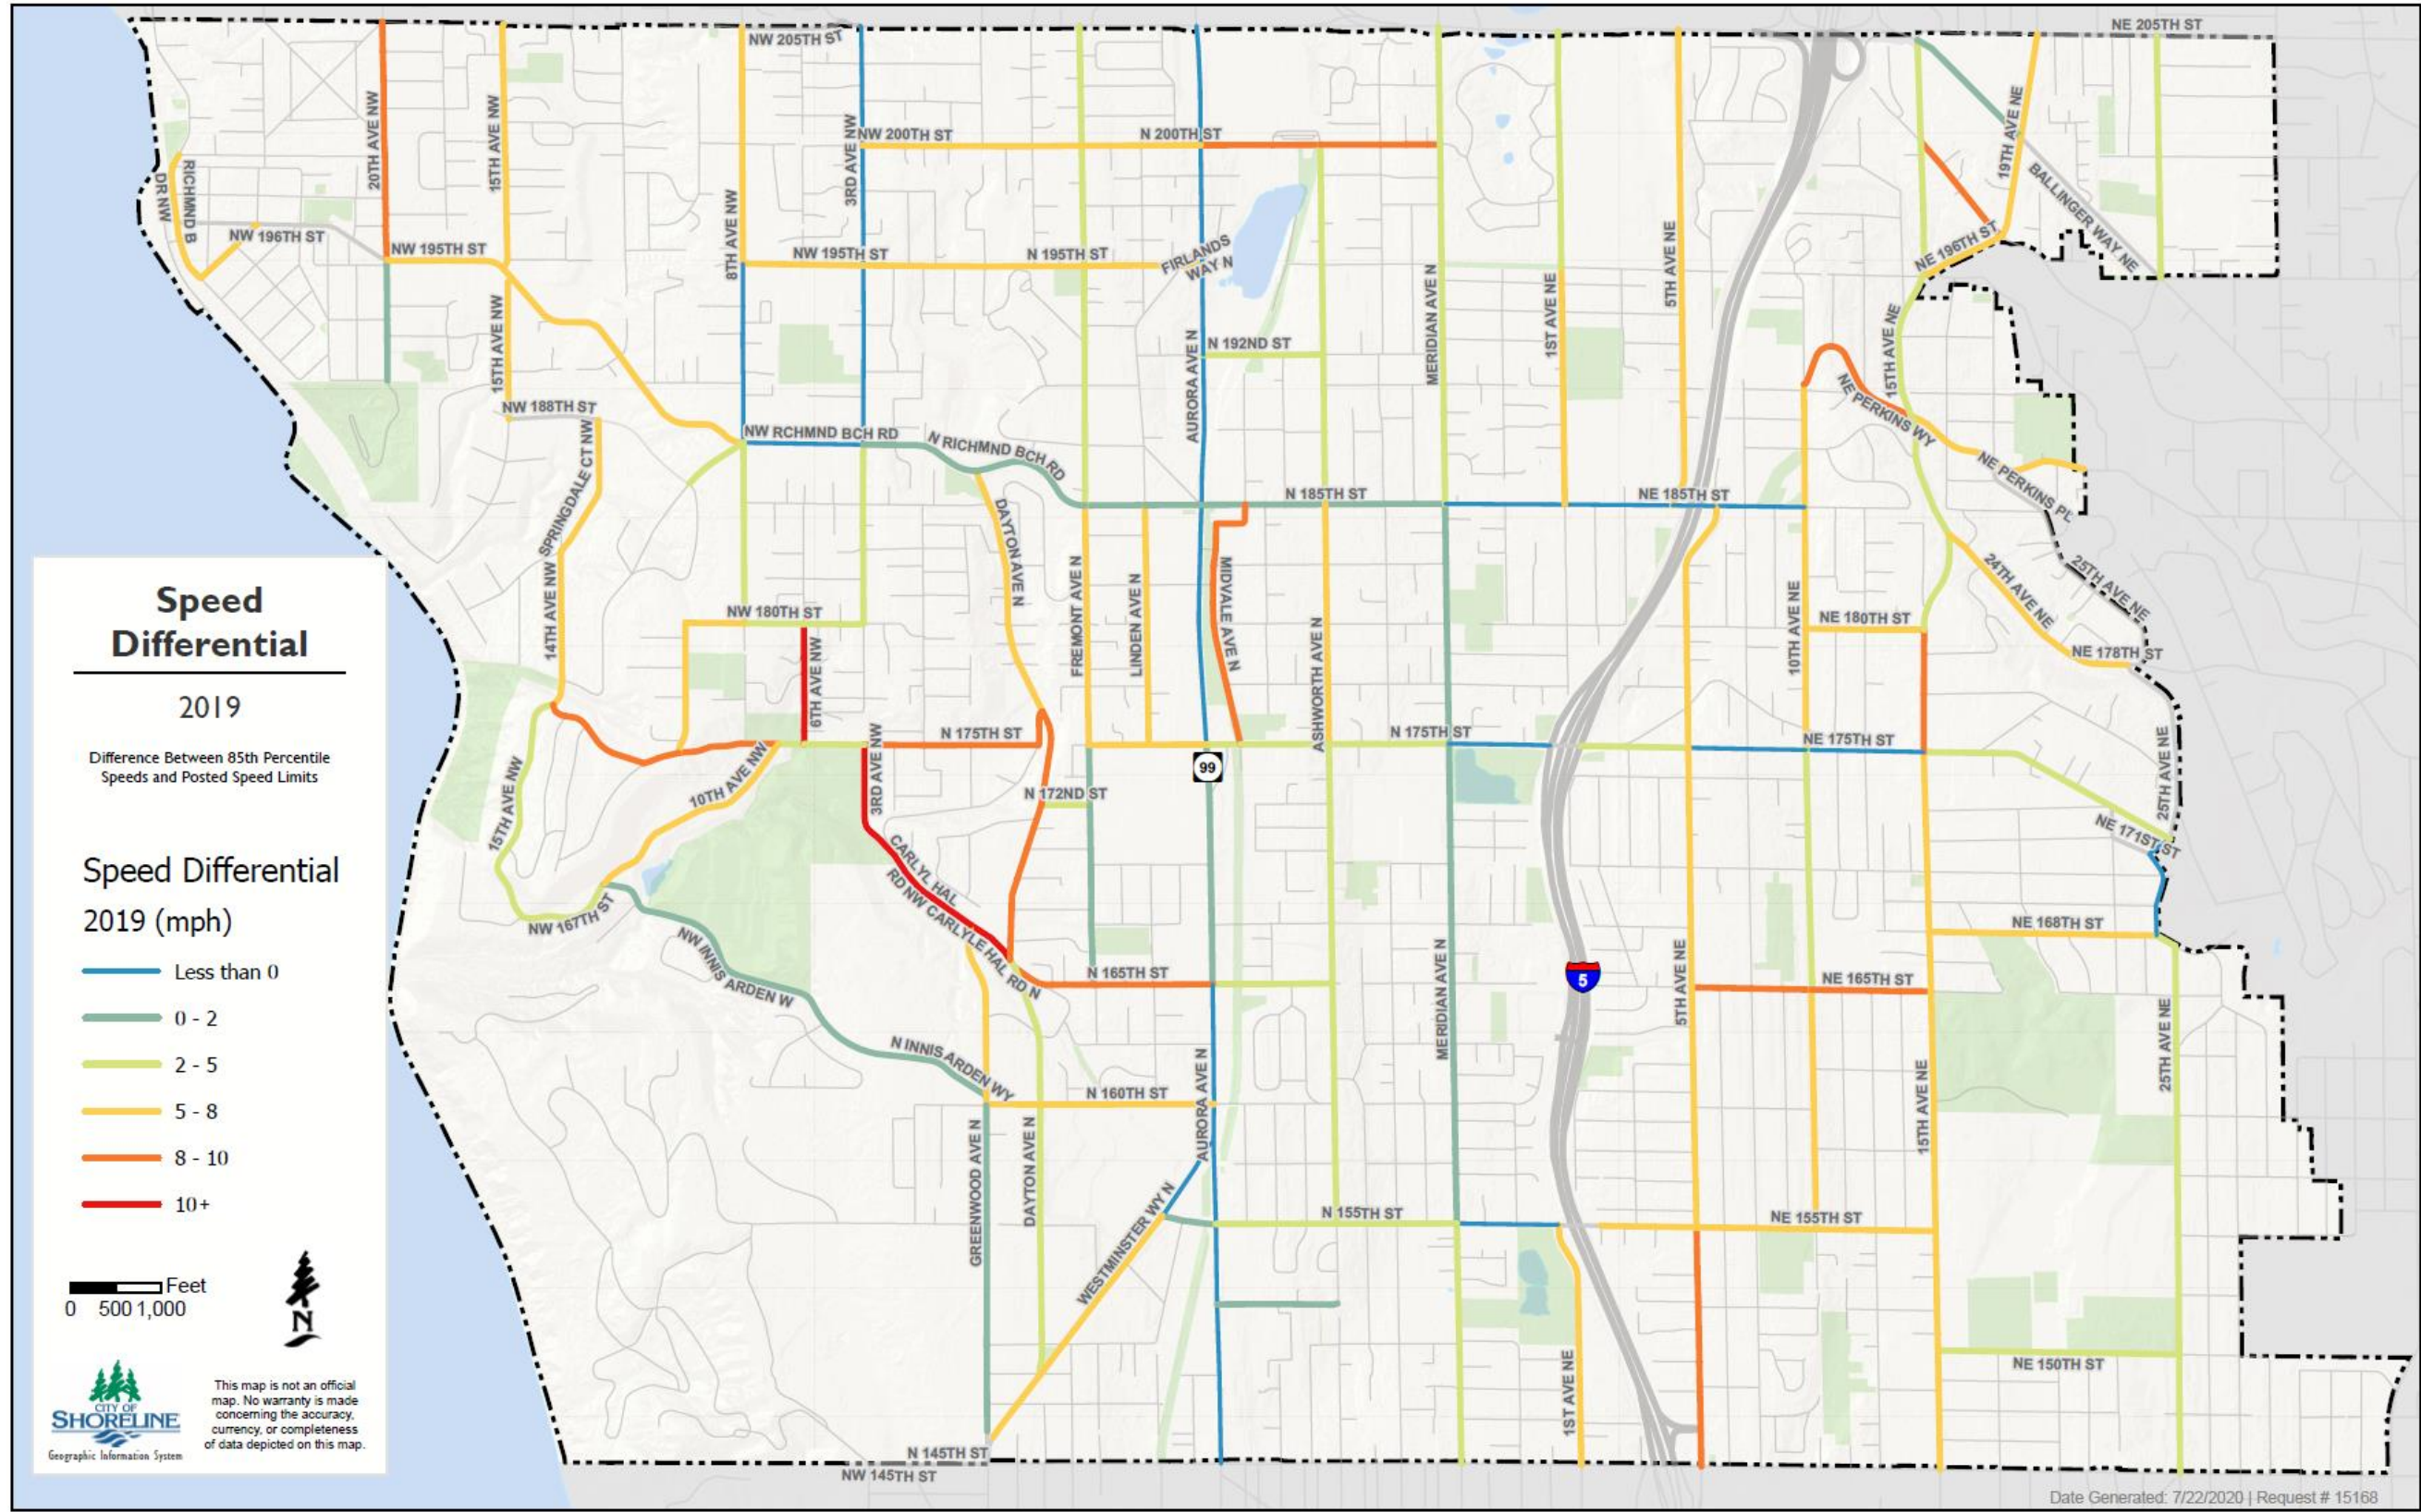 Speed
Differential
2019
Difference Between 85th Percentile
Speeds and Posted Speed Limits
Speed Differential
2019 (mph)
Less than 0
0 - 2
2 - 5
5 - 8
8 - 10
10+
Feet
0 500 1,000
N
CITY OF
SHORELINE
Geographic Information System
This map is not an official
map. No warranty is made
concerning the accuracy,
currency, or completeness
of data depicted on this map.
NW 205TH ST
NE 205TH ST
20TH AVE NW
15TH AVE NW
3RD AVE NW
NW 200TH ST
N 200TH ST
19TH AVE NE
BALLINGER WAY NE
RICHMND B
DR NW
NW 196TH ST
NW 195TH ST
8TH AVE NW
NW 195TH ST
N 195TH ST
FIRLANDS
WAY N
MERIDIAN AVE N
1ST AVE NE
5TH AVE NE
NE 196TH ST
15TH AVE NW
AURORA AVE N
N 192ND ST
15TH AVE NE
NE PERKINS WY
NW 188TH ST
NW RCHMND BCH RD
N RICHMND BCH RD
NE PERKINS PL
SPRINGDALE CT NW
14TH AVE NW
N 185TH ST
NE 185TH ST
DAYTON AVE N
FREMONT AVE N
LINDEN AVE N
MIDVALE AVE N
ASHWORTH AVE N
10TH AVE NE
24TH AVE NE
25TH AVE NE
NW 180TH ST
NE 180TH ST
6TH AVE NW
NE 178TH ST
N 175TH ST
N 175TH ST
NE 175TH ST
3RD AVE NW
99
10TH AVE NW
15TH AVE NW
N 172ND ST
25TH AVE NE
NE 171ST ST
CARLYL HAL
RD NW CARLYLE HAL RD N
NW 167TH ST
NE 168TH ST
NW INNIS ARDEN W
N 165TH ST
NE 165TH ST
MERIDIAN AVE N
5
5TH AVE NE
25TH AVE NE
N INNIS ARDEN WY
N 160TH ST
AURORA AVE N
15TH AVE NE
GREENWOOD AVE N
DAYTON AVE N
WESTMINSTER WY N
N 155TH ST
NE 155TH ST
1ST AVE NE
NE 150TH ST
N 145TH ST
NW 145TH ST
Date Generated: 7/22/2020 | Request # 15168